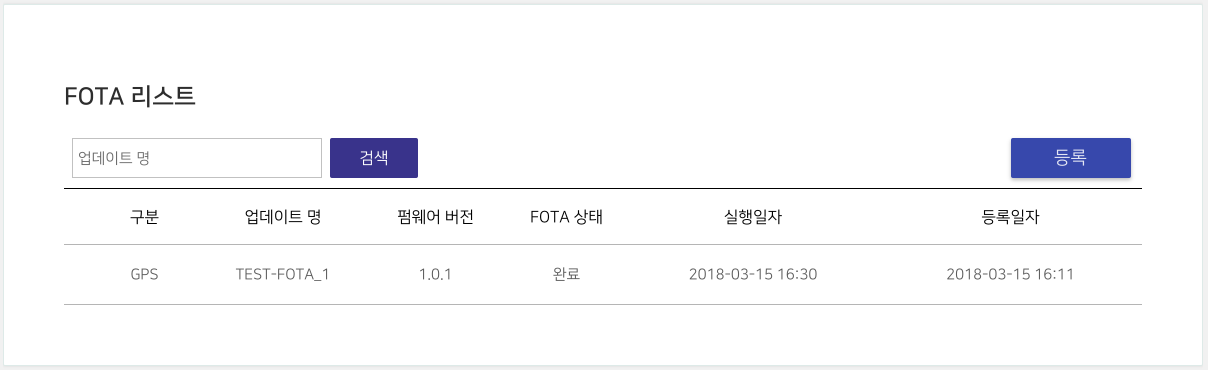 FOTA 리스트
업데이트 명 검색 등록
구분 업데이트 명 펌웨어 버전 FOTA 상태 실행일자 등록일자
GPS TEST-FOTA_1 1.0.1 완료 2018-03-15 16:30 2018-03-15 16:11